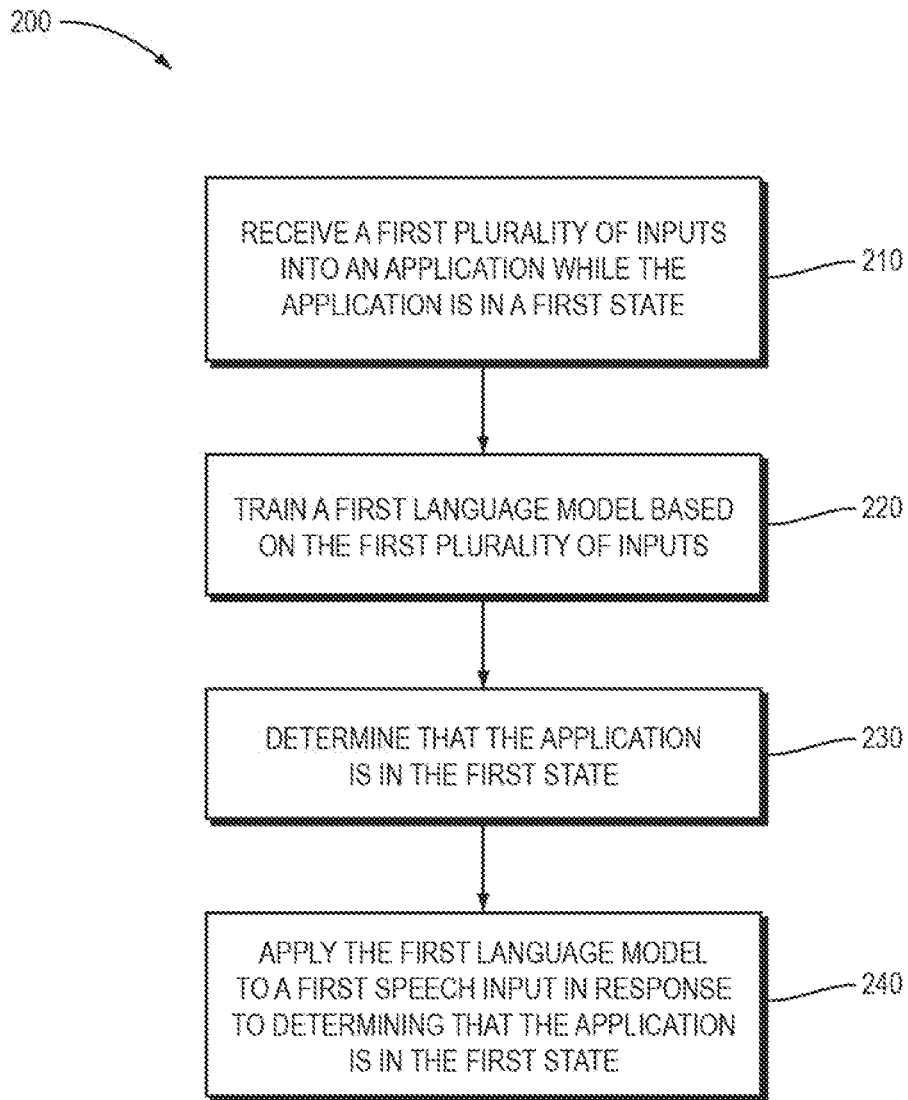 200
RECEIVE A FIRST PLURALITY OF INPUTS
INTO AN APPLICATION WHILE THE
APPLICATION IS IN A FIRST STATE
210
TRAIN A FIRST LANGUAGE MODEL BASED
ON THE FIRST PLURALITY OF INPUTS
220
DETERMINE THAT THE APPLICATION
IS IN THE FIRST STATE
230
APPLY THE FIRST LANGUAGE MODEL
TO A FIRST SPEECH INPUT IN RESPONSE
TO DETERMINING THAT THE APPLICATION
IS IN THE FIRST STATE
240